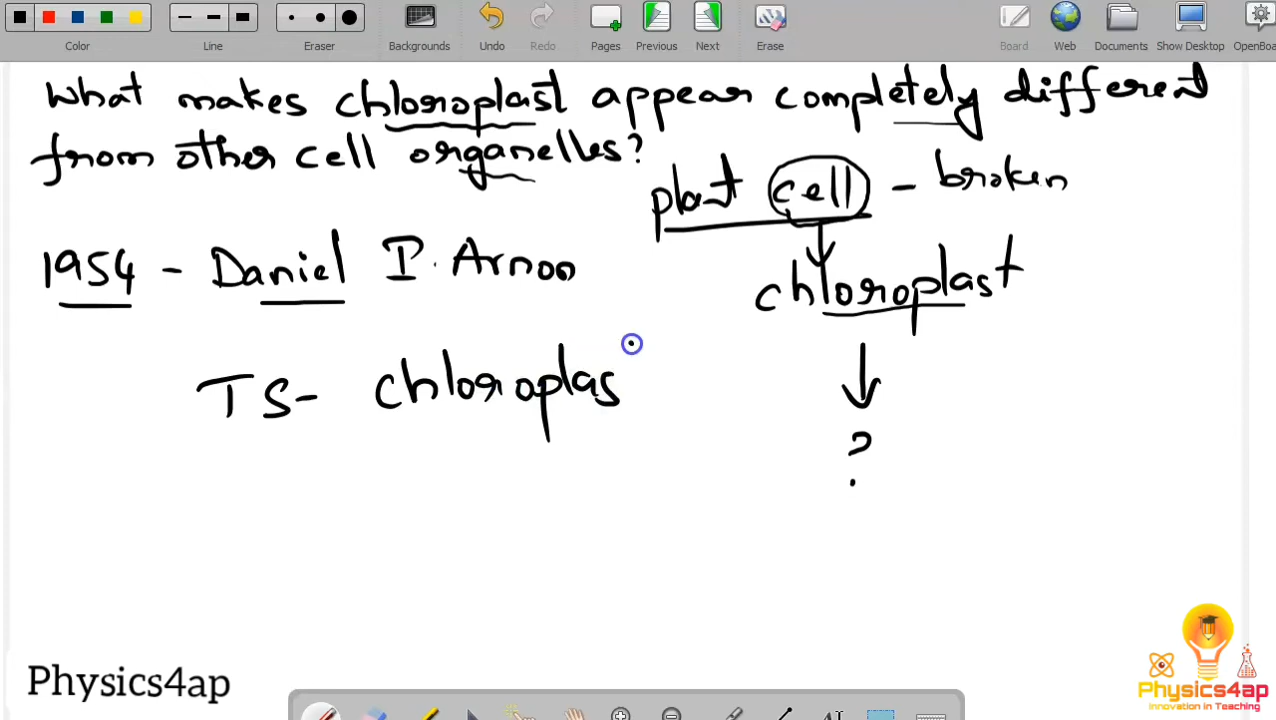 Color
Line
Eraser
Backgrounds
Undo
Redo
Pages
Previous
Next
Erase
Board
Web
Documents
Show Desktop
OpenBoa
What makes chloroplast appear completely different
from other cell organelles?
plant cell - broken
1954 - Daniel I. Arnon
chloroplast
TS- chloroplas
?
Physics4ap
Physics4ap
Innovation in Teaching